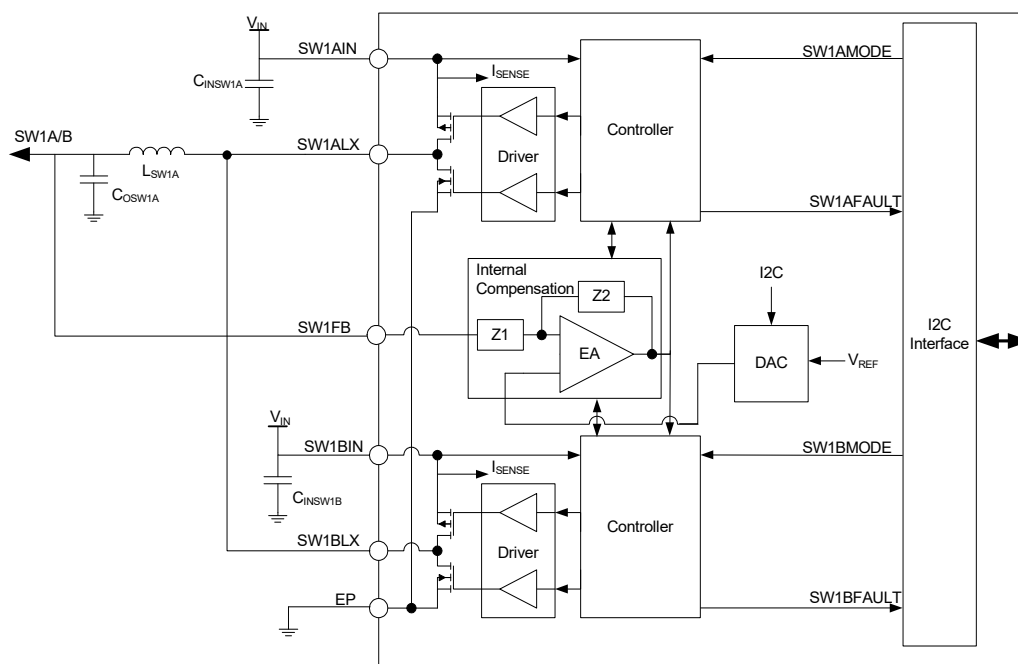 VIN
SW1AIN
SW1AMODE
ISENSE
CINSW1A
Controller
SW1A/B
SW1ALX
Driver
LSW1A
COSW1A
SW1AFAULT
Internal
Compensation
I2C
Z2
SW1FB
Z1
EA
DAC
VREF
I2C
Interface
VIN
SW1BIN
SW1BMODE
ISENSE
CINSW1B
Controller
SW1BLX
Driver
EP
SW1BFAULT